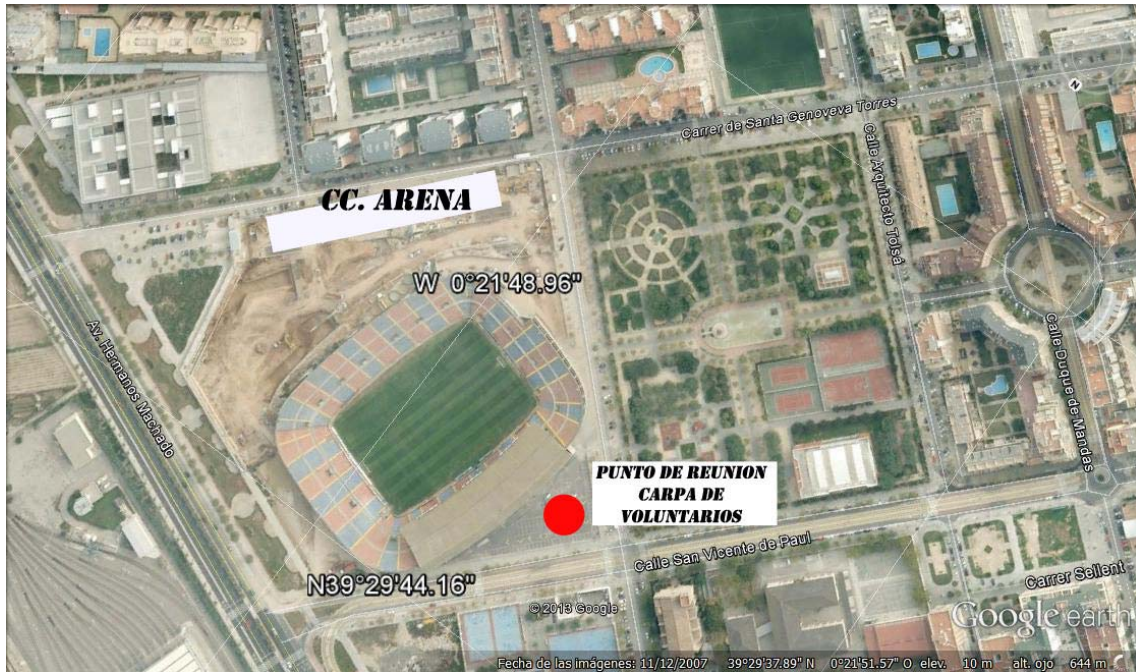 Carrer de Santa Genoveva Torres
N
Calle Arquitecto Tolsá
CC. ARENA
W 0°21'48.96"
Av. Hermanos Machado
Calle Duque de Mandas
PUNTO DE REUNION
CARPA DE
VOLUNTARIOS
Calle San Vicente de Paul
N39°29'44.16"
Carrer Sellent
© 2013 Google
Google earth
Fecha de las imágenes: 11/12/2007 39°29'37.89" N 0°21'51.57" O elev. 10 m alt. ojo 644 m